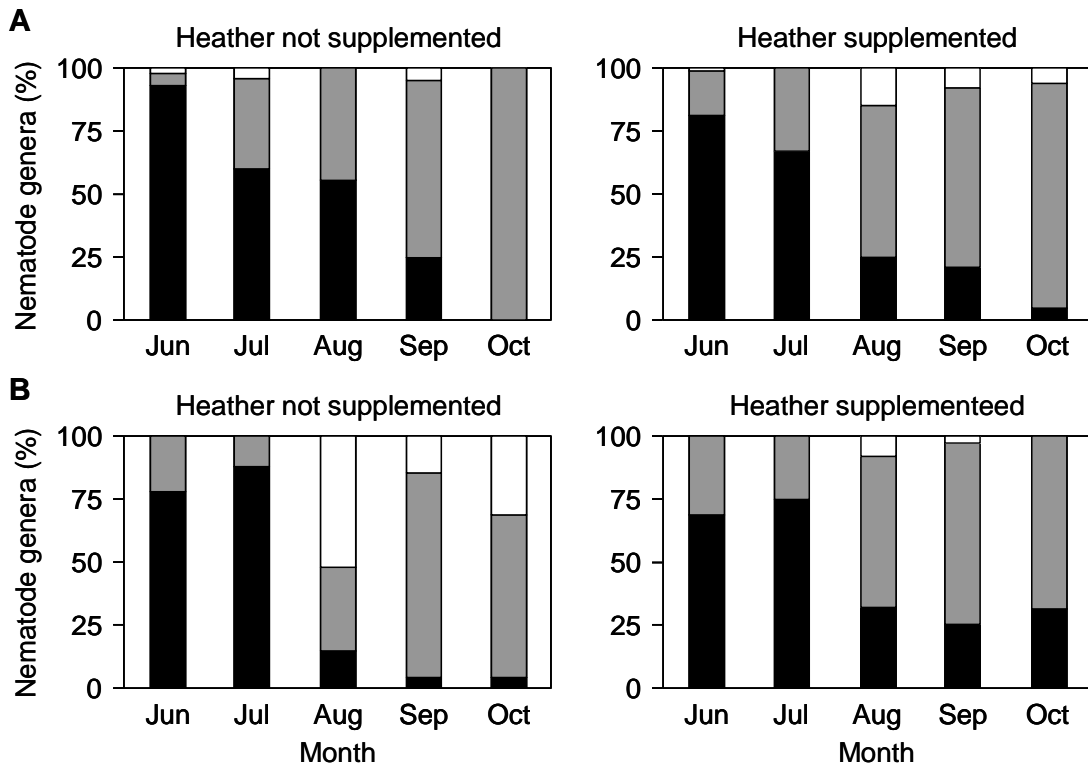 A
Heather not supplemented
Heather supplemented
Nematode genera (%)
100
75
50
25
0
Jun Jul Aug Sep Oct
100
75
50
25
0
Jun Jul Aug Sep Oct
B
Heather not supplemented
Heather supplementeed
Nematode genera (%)
100
75
50
25
0
Jun Jul Aug Sep Oct
Month
100
75
50
25
0
Jun Jul Aug Sep Oct
Month